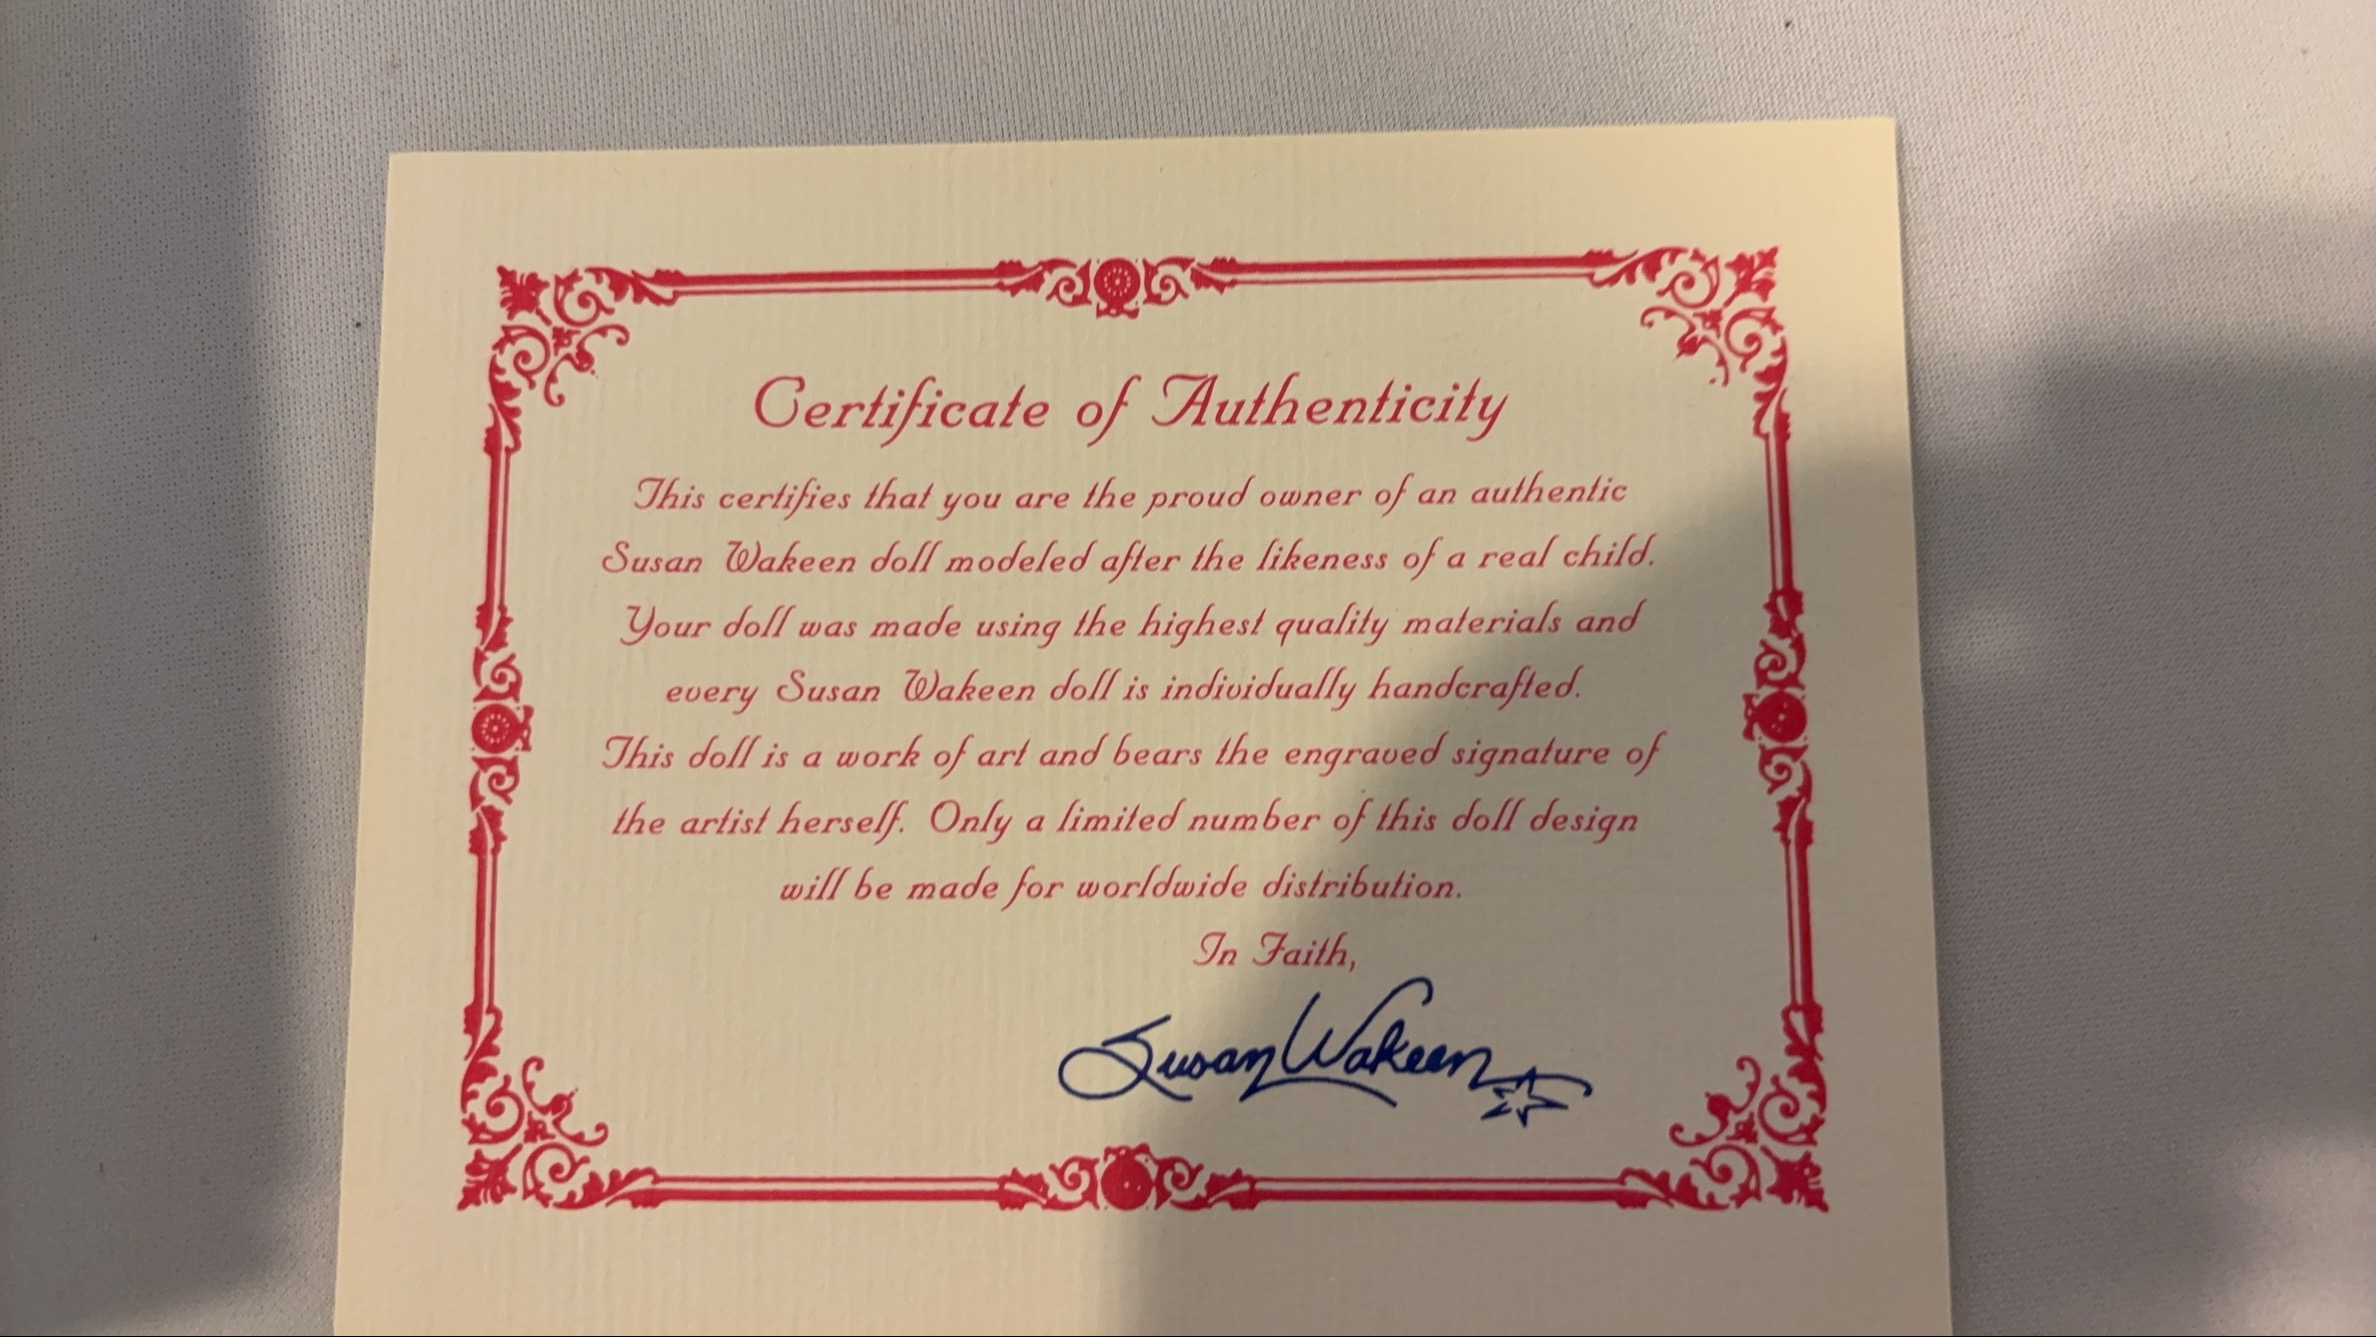 Certificate of Authenticity
This certifies that you are the proud owner of an authentic
Susan Wakeen doll modeled after the likeness of a real child.
Your doll was made using the highest quality materials and
every Susan Wakeen doll is individually handcrafted.
This doll is a work of art and bears the engraved signature of
the artist herself. Only a limited number of this doll design
will be made for worldwide distribution.
In Faith,
Susan Wakeen